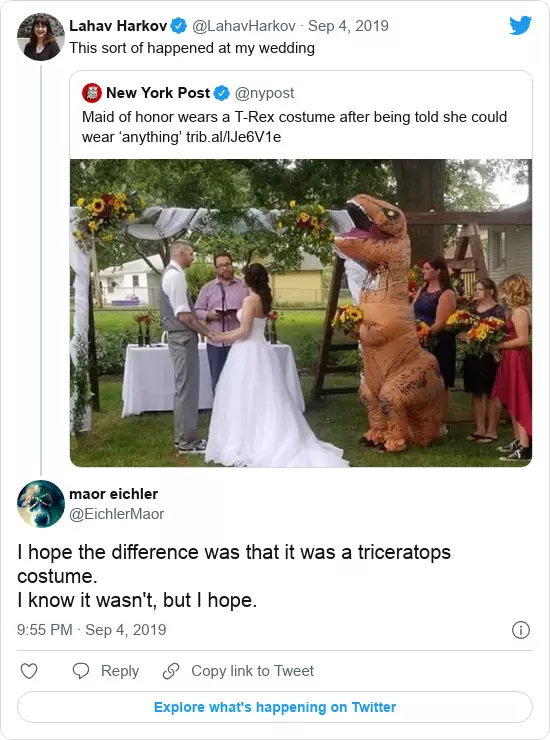 Lahav Harkov @LahavHarkov · Sep 4, 2019
This sort of happened at my wedding
New York Post @nypost
Maid of honor wears a T-Rex costume after being told she could
wear ‘anything’ trib.al/lJe6V1e
maor eichler
@EichlerMaor
I hope the difference was that it was a triceratops
costume.
I know it wasn't, but I hope.
9:55 PM · Sep 4, 2019
Reply Copy link to Tweet
Explore what's happening on Twitter